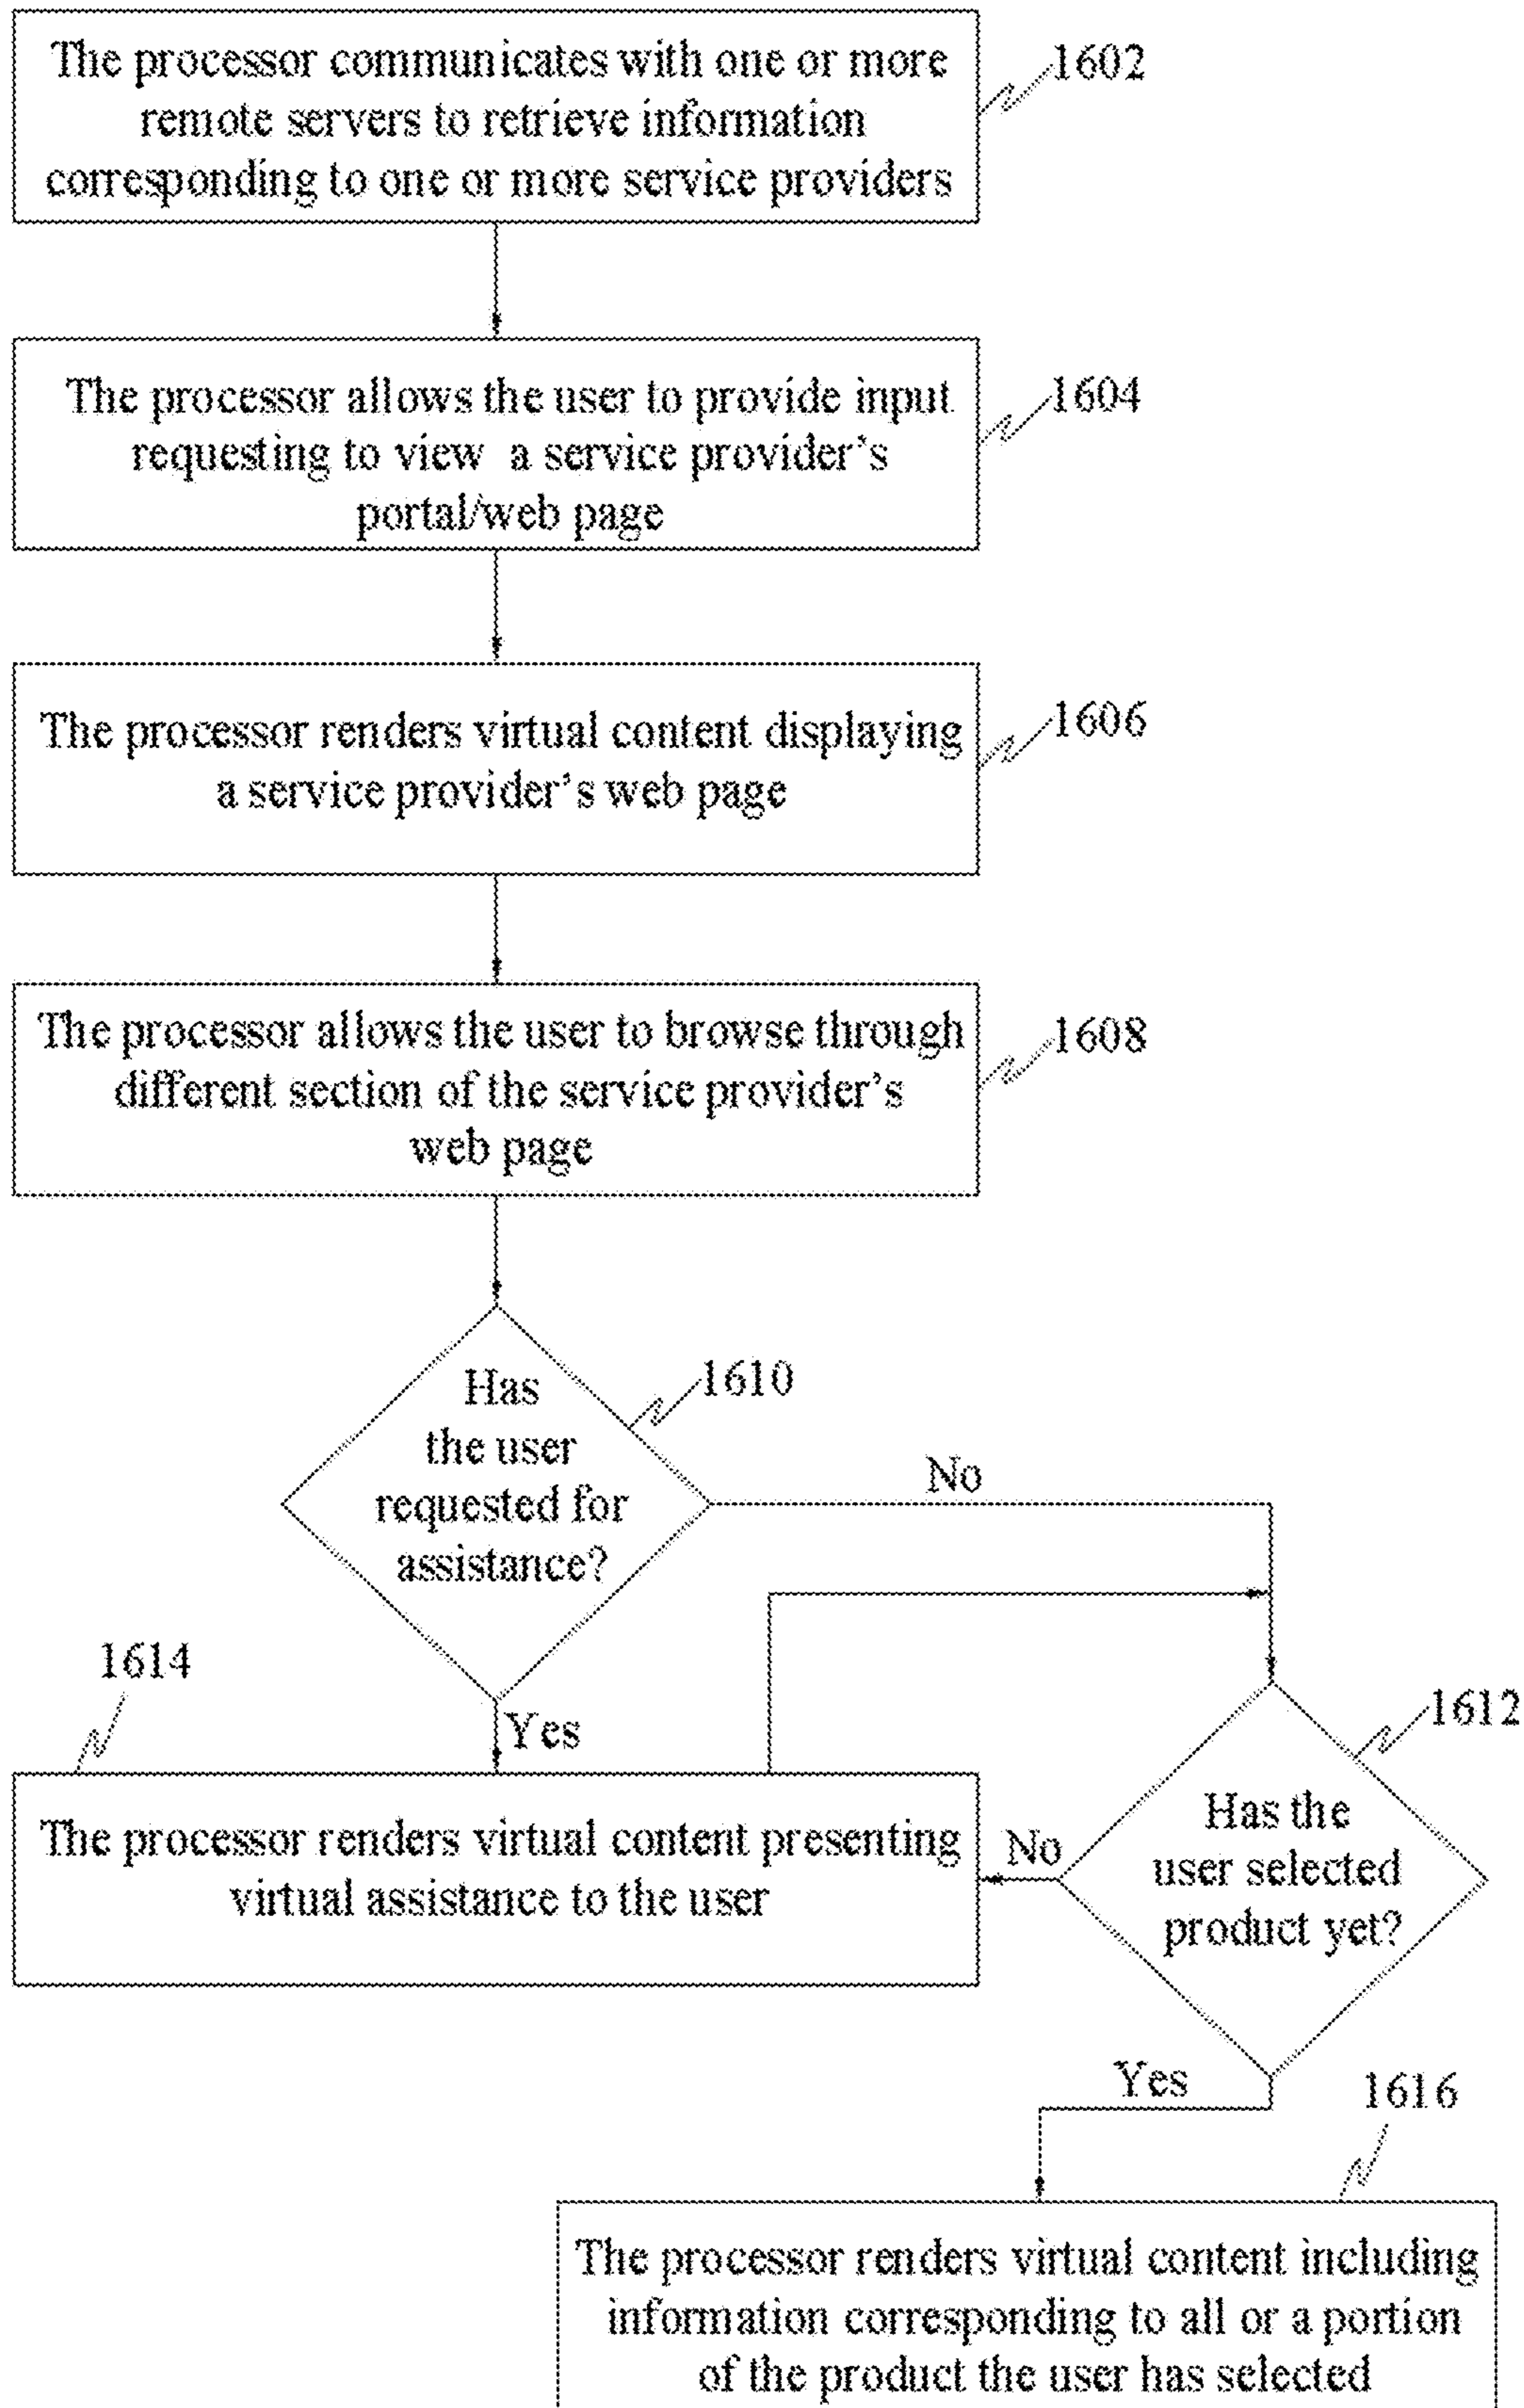 The processor communicates with one or more
remote servers to retrieve information
corresponding to one or more service providers
1602
The processor allows the user to provide input
requesting to view a service provider's
portal/web page
1604
The processor renders virtual content displaying
a service provider's web page
1606
The processor allows the user to browse through
different section of the service provider's
web page
1608
Has
the user
requested for
assistance?
1610
No
Yes
1614
The processor renders virtual content presenting
virtual assistance to the user
1612
Has the
user selected
product yet?
No
Yes
1616
The processor renders virtual content including
information corresponding to all or a portion
of the product the user has selected